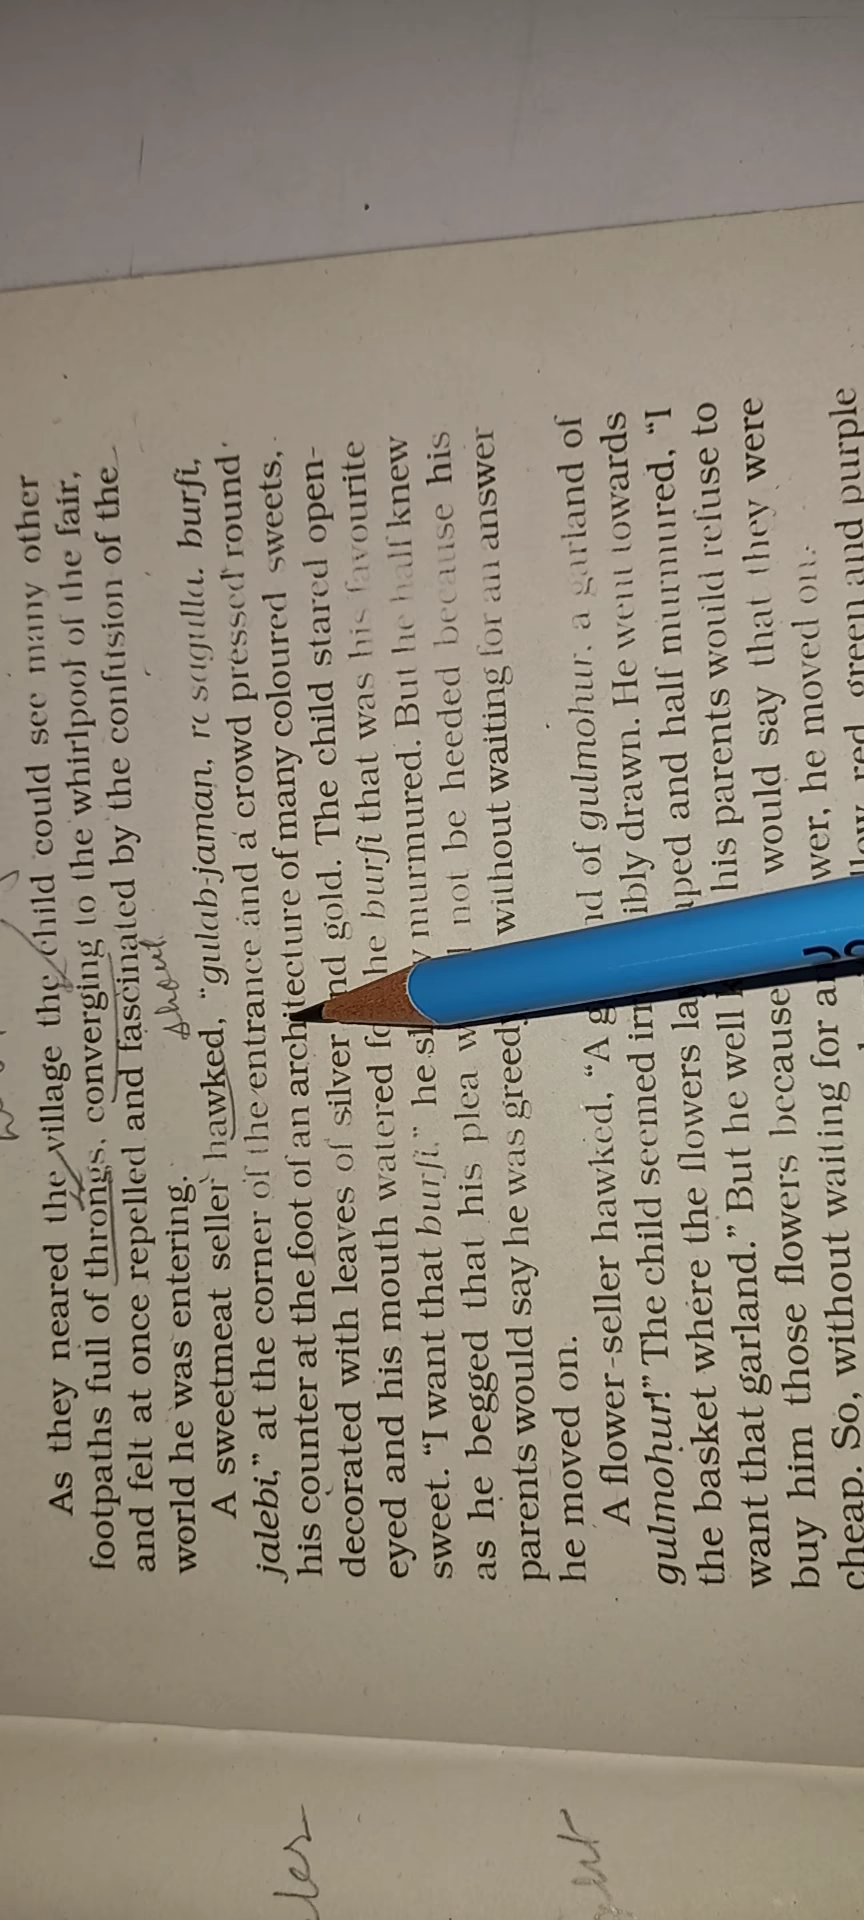 As they neared the village the child could see many other
footpaths full of throngs, converging to the whirlpool of the fair,
and felt at once repelled and fascinated by the confusion of the
world he was entering.
shout
A sweetmeat seller hawked, “gulab-jaman, rasagulla, burfi,
jalebi,” at the corner of the entrance and a crowd pressed round
his counter at the foot of an architecture of many coloured sweets,
decorated with leaves of silver and gold. The child stared open-
eyed and his mouth watered fo he burfi that was his favourite
sweet. “I want that burfi,” he sl y murmured. But he half knew
as he begged that his plea w not be heeded because his
parents would say he was greedy without waiting for an answer
he moved on.
A flower-seller hawked, “A g nd of gulmohur, a garland of
gulmohur!” The child seemed irr ibly drawn. He went towards
the basket where the flowers la ped and half murmured, “I
want that garland.” But he well his parents would refuse to
buy him those flowers because would say that they were
cheap. So, without waiting for a wer, he moved on.
red, green and purple